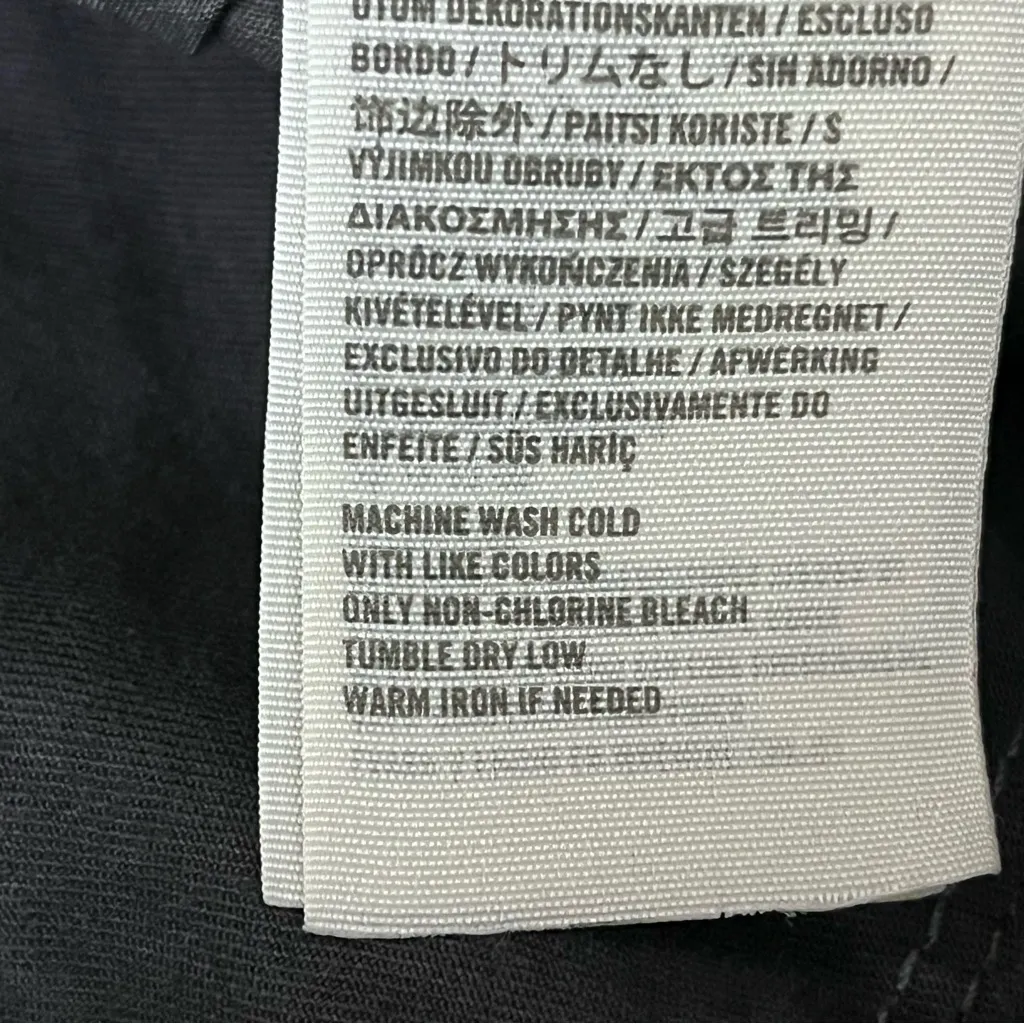 UTOM DEKORATIONSKANTEN / ESCLUSO
BORDO / トリムなし / SIN ADORNO /
饰边除外 / PAITSI KORISTE / S
VÝJIMKOU OBRUBY / ΕΚΤΟΣ ΤΗΣ
ΔΙΑΚΟΣΜΗΣΗΣ / 고급 트리밍 /
OPRÓCZ WYKOŃCZENIA / SZEGÉLY
KIVÉTELÉVEL / PYNT IKKE MEDREGNET /
EXCLUSIVO DO DETALHE / AFWERKING
UITGESLUIT / EXCLUSIVAMENTE DO
ENFEITE / SÜS HARİÇ
MACHINE WASH COLD
WITH LIKE COLORS
ONLY NON-CHLORINE BLEACH
TUMBLE DRY LOW
WARM IRON IF NEEDED